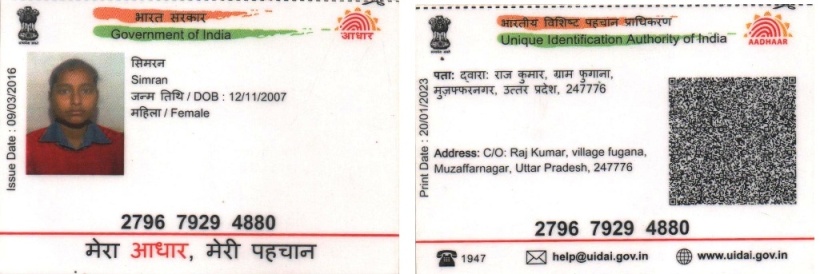 भारत सरकार
Government of India
आधार
Issue Date : 09/03/2016
सिमरन
Simran
जन्म तिथि / DOB : 12/11/2007
महिला / Female
2796 7929 4880
मेरा आधार, मेरी पहचान
भारतीय विशिष्ट पहचान प्राधिकरण
Unique Identification Authority of India
AADHAAR
Print Date : 20/01/2023
पता: द्वारा: राज कुमार, ग्राम फुगाना,
मुज़फ्फरनगर, उत्तर प्रदेश, 247776
Address: C/O: Raj Kumar, village fugana,
Muzaffarnagar, Uttar Pradesh, 247776
2796 7929 4880
1947
help@uidai.gov.in
www.uidai.gov.in